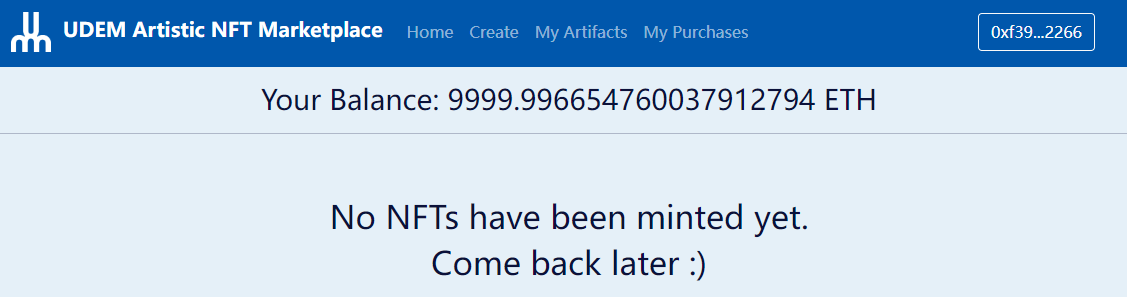 UDEM Artistic NFT Marketplace Home Create My Artifacts My Purchases 0xf39...2266
Your Balance: 9999.996654760037912794 ETH
No NFTs have been minted yet.
Come back later :)